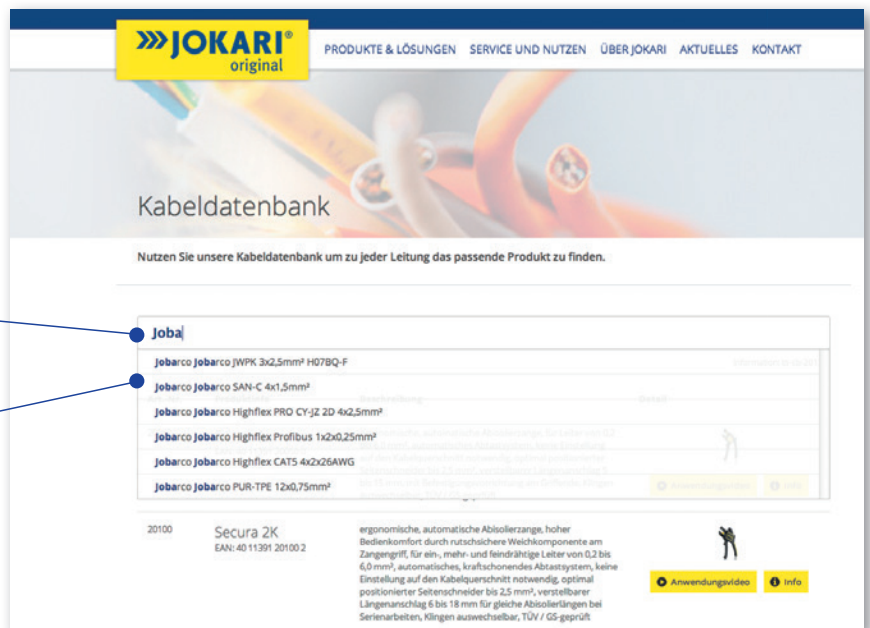 »»JOKARI®
original
PRODUKTE & LÖSUNGEN SERVICE UND NUTZEN ÜBER JOKARI AKTUELLES KONTAKT
Kabeldatenbank
Nutzen Sie unsere Kabeldatenbank um zu jeder Leitung das passende Produkt zu finden.
Joba
Jobarco Jobarco JWPK 3x2,5mm² H07BQ-F
Jobarco Jobarco SAN-C 4x1,5mm²
Jobarco Jobarco Highflex PRO CY-JZ 2D 4x2,5mm²
Jobarco Jobarco Highflex Profibus 1x2x0,25mm²
Jobarco Jobarco Highflex CAT5 4x2x26AWG
Jobarco Jobarco PUR-TPE 12x0,75mm²
Anwendungsvideo Info
20100 Secura 2K
EAN: 40 11391 20100 2
ergonomische, automatische Abisolierzange, hoher
Bedienkomfort durch rutschsichere Weichkomponente am
Zangengriff, für ein-, mehr- und feindrähtige Leiter von 0,2 bis
6,0 mm², automatisches, kraftschonendes Abtastsystem, keine
Einstellung auf den Kabelquerschnitt notwendig, optimal
positionierter Seitenschneider bis 2,5 mm², verstellbarer
Längenanschlag 6 bis 18 mm für gleiche Abisolierlängen bei
Serienarbeiten, Klingen auswechselbar, TÜV / GS-geprüft
Anwendungsvideo Info